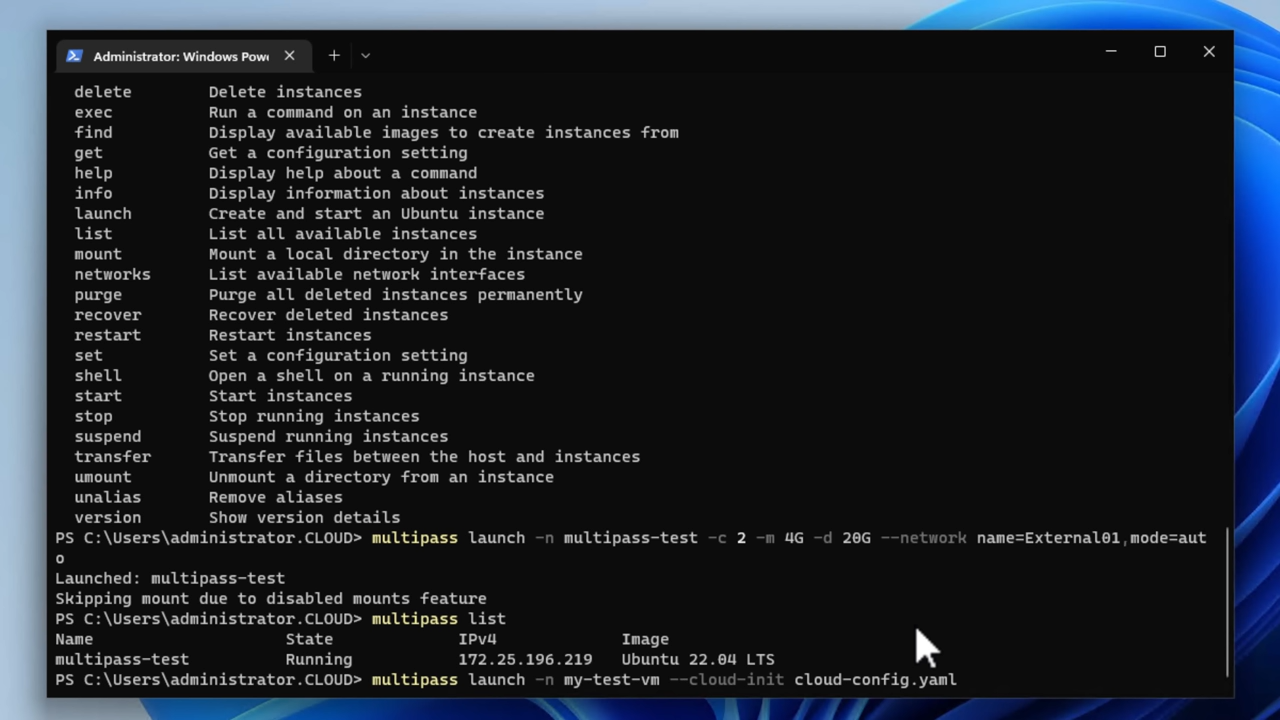 Administrator: Windows Powe
delete Delete instances
exec Run a command on an instance
find Display available images to create instances from
get Get a configuration setting
help Display help about a command
info Display information about instances
launch Create and start an Ubuntu instance
list List all available instances
mount Mount a local directory in the instance
networks List available network interfaces
purge Purge all deleted instances permanently
recover Recover deleted instances
restart Restart instances
set Set a configuration setting
shell Open a shell on a running instance
start Start instances
stop Stop running instances
suspend Suspend running instances
transfer Transfer files between the host and instances
umount Unmount a directory from an instance
unalias Remove aliases
version Show version details
PS C:\Users\administrator.CLOUD> multipass launch -n multipass-test -c 2 -m 4G -d 20G --network name=External01,mode=aut
o
Launched: multipass-test
Skipping mount due to disabled mounts feature
PS C:\Users\administrator.CLOUD> multipass list
Name State IPv4 Image
multipass-test Running 172.25.196.219 Ubuntu 22.04 LTS
PS C:\Users\administrator.CLOUD> multipass launch -n my-test-vm --cloud-init cloud-config.yaml